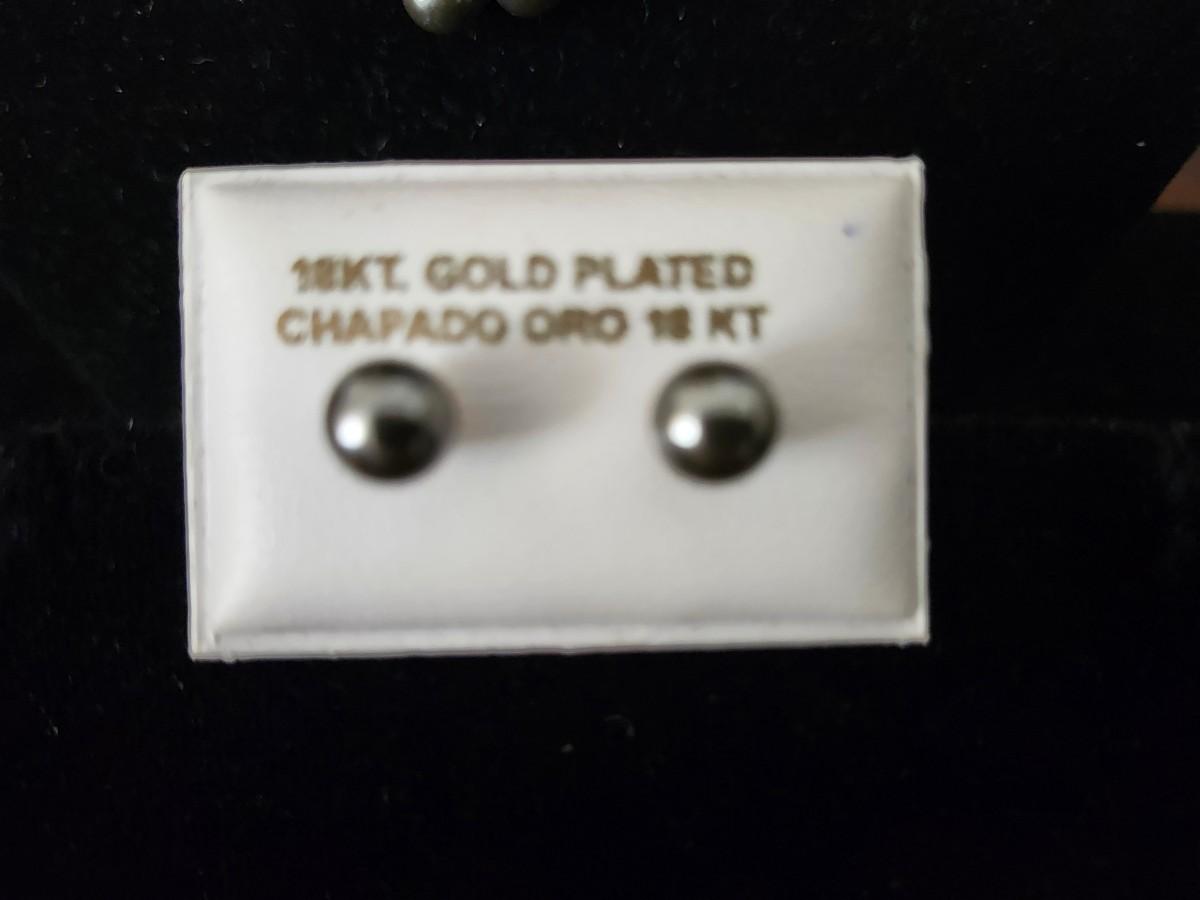 18KT. GOLD PLATED
CHAPADO ORO 18 KT